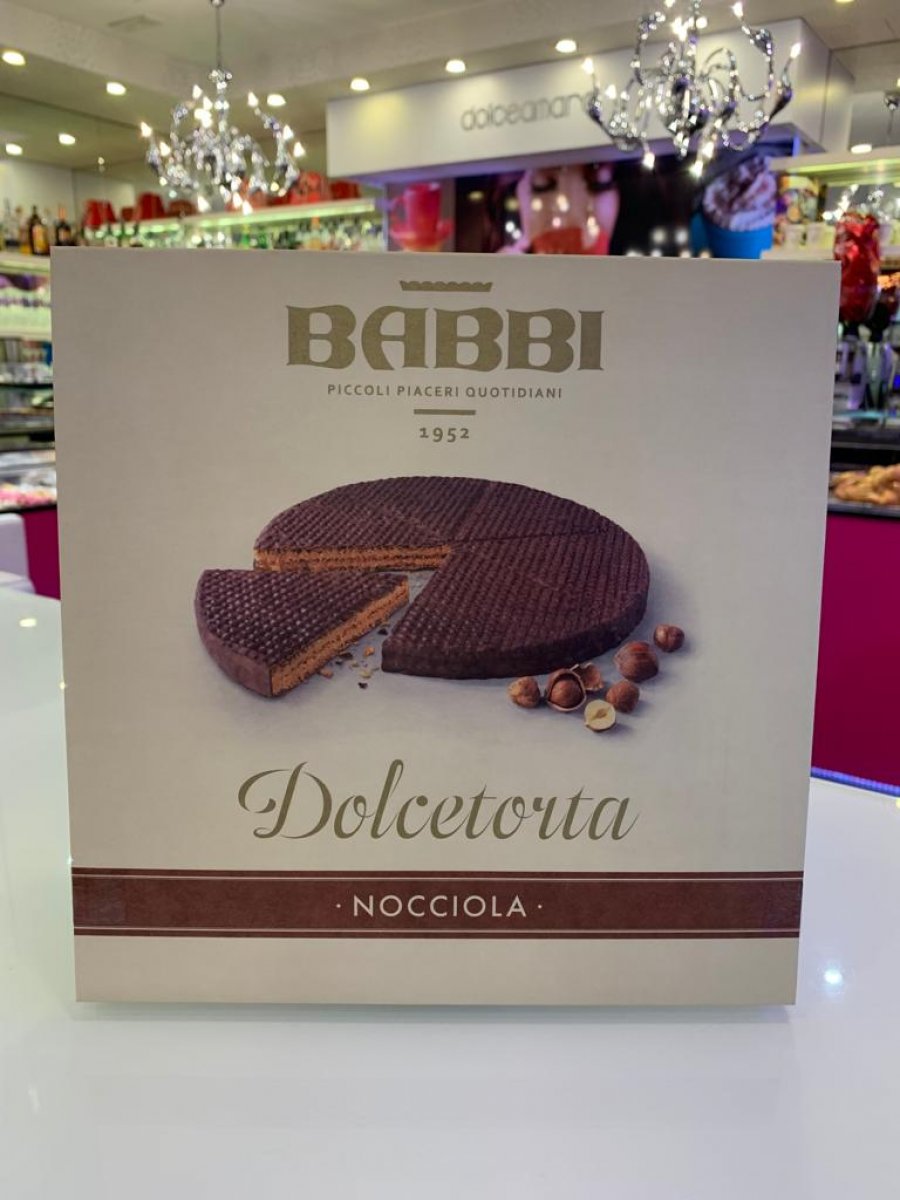 BABBI
PICCOLI PIACERI QUOTIDIANI
1952
Dolcetorta
· NOCCIOLA ·